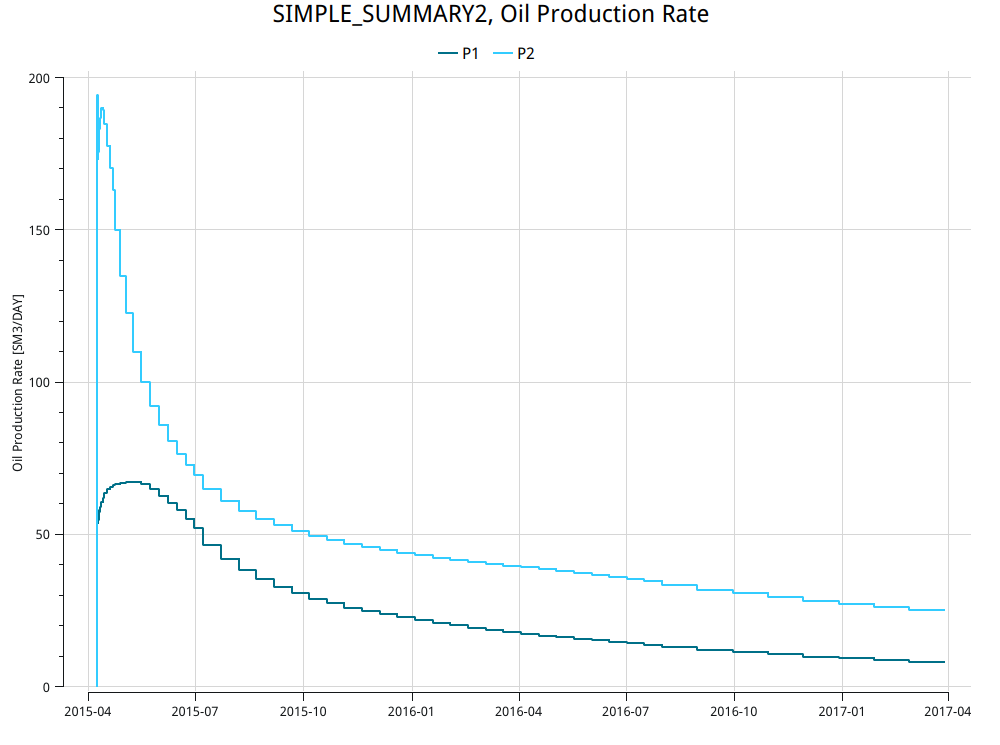 SIMPLE_SUMMARY2, Oil Production Rate
P1 P2
200
150
100
50
0
Oil Production Rate [SM3/DAY]
2015-04 2015-07 2015-10 2016-01 2016-04 2016-07 2016-10 2017-01 2017-04